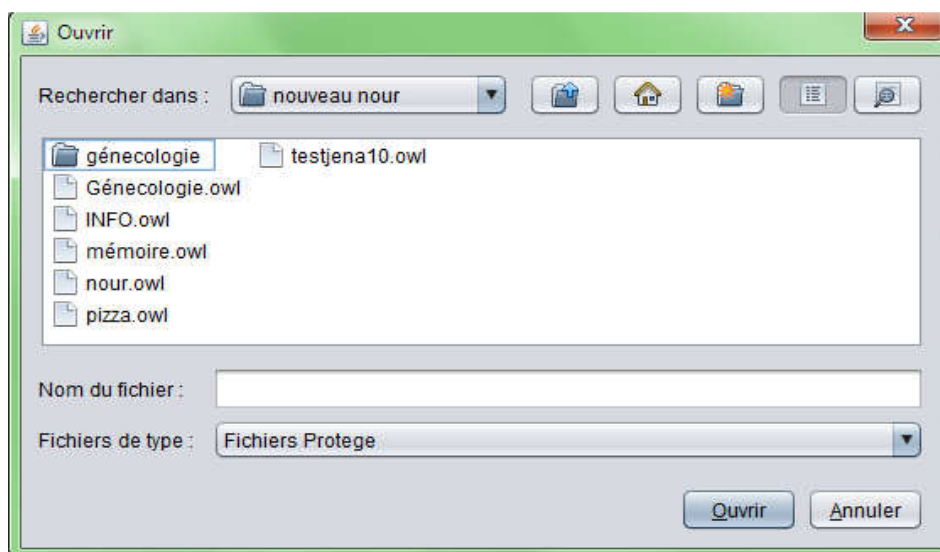 Ouvrir
Rechercher dans :
nouveau nour
génecologie
testjena10.owl
Génecologie.owl
INFO.owl
mémoire.owl
nour.owl
pizza.owl
Nom du fichier :
Fichiers de type :
Fichiers Protege
Ouvrir
Annuler